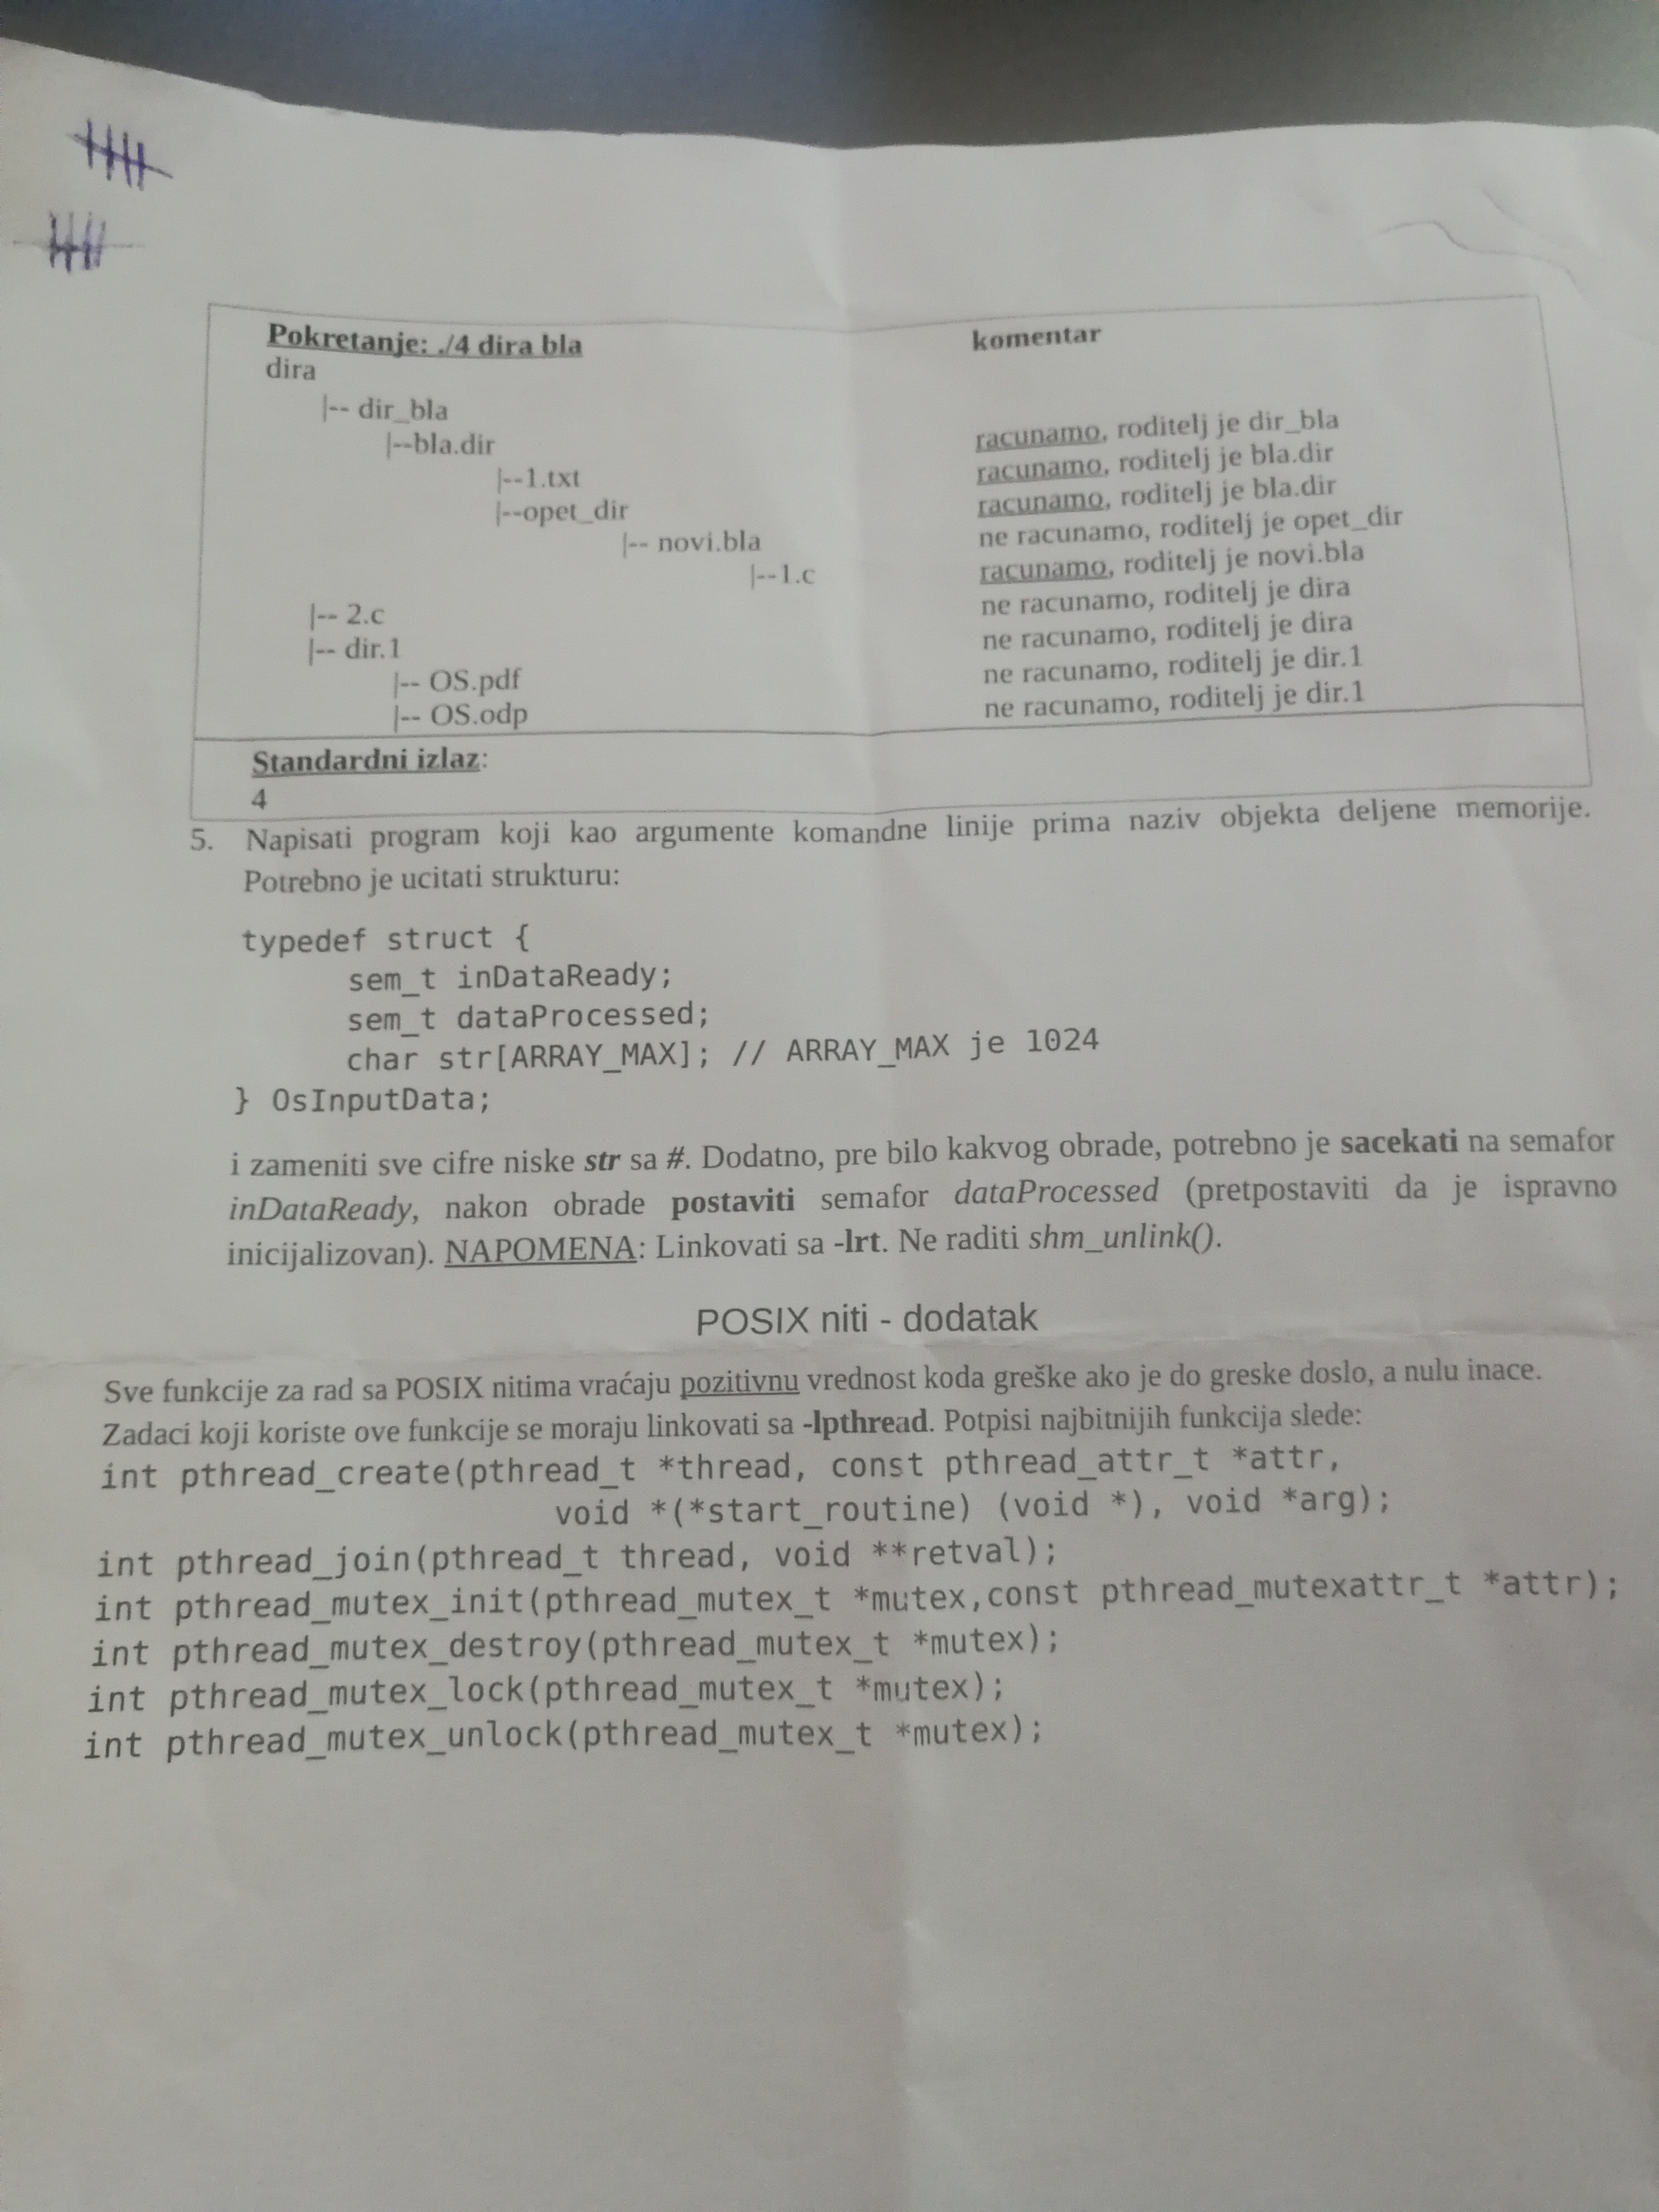 Pokretanje: ./4 dira bla komentar
dira
|-- dir_bla
|--bla.dir racunamo, roditelj je dir_bla
|--1.txt racunamo, roditelj je bla.dir
|--opet_dir racunamo, roditelj je bla.dir
|-- novi.bla ne racunamo, roditelj je opet_dir
|--1.c racunamo, roditelj je novi.bla
|-- 2.c ne racunamo, roditelj je dira
|-- dir.1 ne racunamo, roditelj je dira
|-- OS.pdf ne racunamo, roditelj je dir.1
|-- OS.odp ne racunamo, roditelj je dir.1
Standardni izlaz:
4
5. Napisati program koji kao argumente komandne linije prima naziv objekta deljene memorije.
Potrebno je ucitati strukturu:
typedef struct {
sem_t inDataReady;
sem_t dataProcessed;
char str[ARRAY_MAX]; // ARRAY_MAX je 1024
} OsInputData;
i zameniti sve cifre niske str sa #. Dodatno, pre bilo kakvog obrade, potrebno je sacekati na semafor
inDataReady, nakon obrade postaviti semafor dataProcessed (pretpostaviti da je ispravno
inicijalizovan). NAPOMENA: Linkovati sa -lrt. Ne raditi shm_unlink().
POSIX niti - dodatak
Sve funkcije za rad sa POSIX nitima vraćaju pozitivnu vrednost koda greške ako je do greske doslo, a nulu inace.
Zadaci koji koriste ove funkcije se moraju linkovati sa -lpthread. Potpisi najbitnijih funkcija slede:
int pthread_create(pthread_t *thread, const pthread_attr_t *attr,
void *(*start_routine) (void *), void *arg);
int pthread_join(pthread_t thread, void **retval);
int pthread_mutex_init(pthread_mutex_t *mutex,const pthread_mutexattr_t *attr);
int pthread_mutex_destroy(pthread_mutex_t *mutex);
int pthread_mutex_lock(pthread_mutex_t *mutex);
int pthread_mutex_unlock(pthread_mutex_t *mutex);